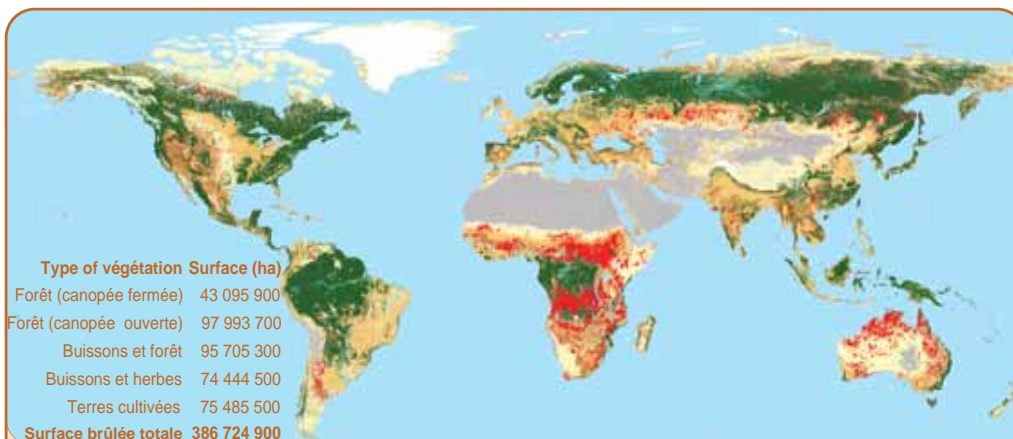 Type of végétation Surface (ha)
Forêt (canopée fermée) 43 095 900
Forêt (canopée ouverte) 97 993 700
Buissons et forêt 95 705 300
Buissons et herbes 74 444 500
Terres cultivées 75 485 500
Surface brûlée totale 386 724 900